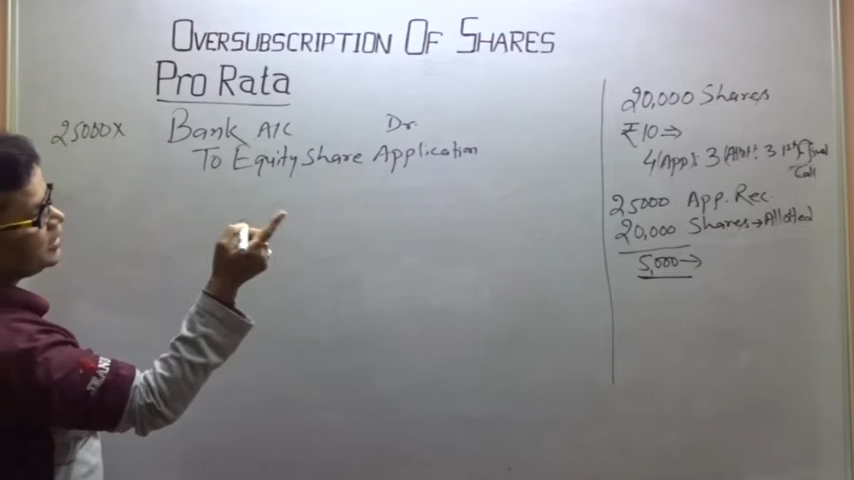 OVERSUBSCRIPTION OF SHARES
Pro Rata
25000x Bank A/C Dr
To Equity Share Application
20,000 Shares
₹10 ⇒
4(App) 3(Allot) 3 1st & Final
Call
25000 App. Rec.
20,000 Shares → Allotted
5,000 →